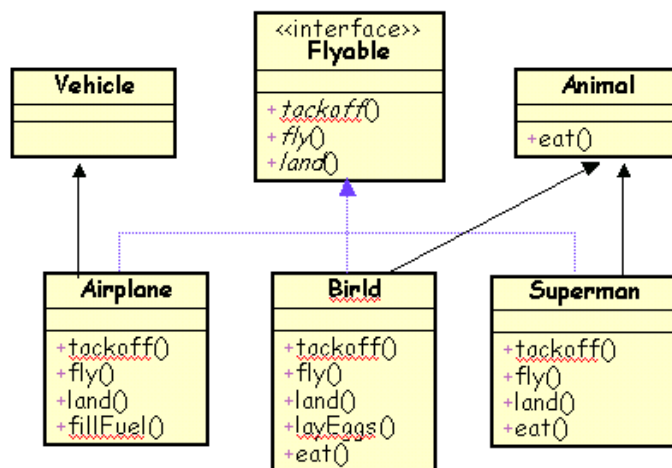 <<interface>>
Flyable
+tackoff()
+fly()
+land()
Vehicle
Animal
+eat()
Airplane
+tackoff()
+fly()
+land()
+fillFuel()
Birld
+tackoff()
+fly()
+land()
+layEggs()
+eat()
Superman
+tackoff()
+fly()
+land()
+eat()